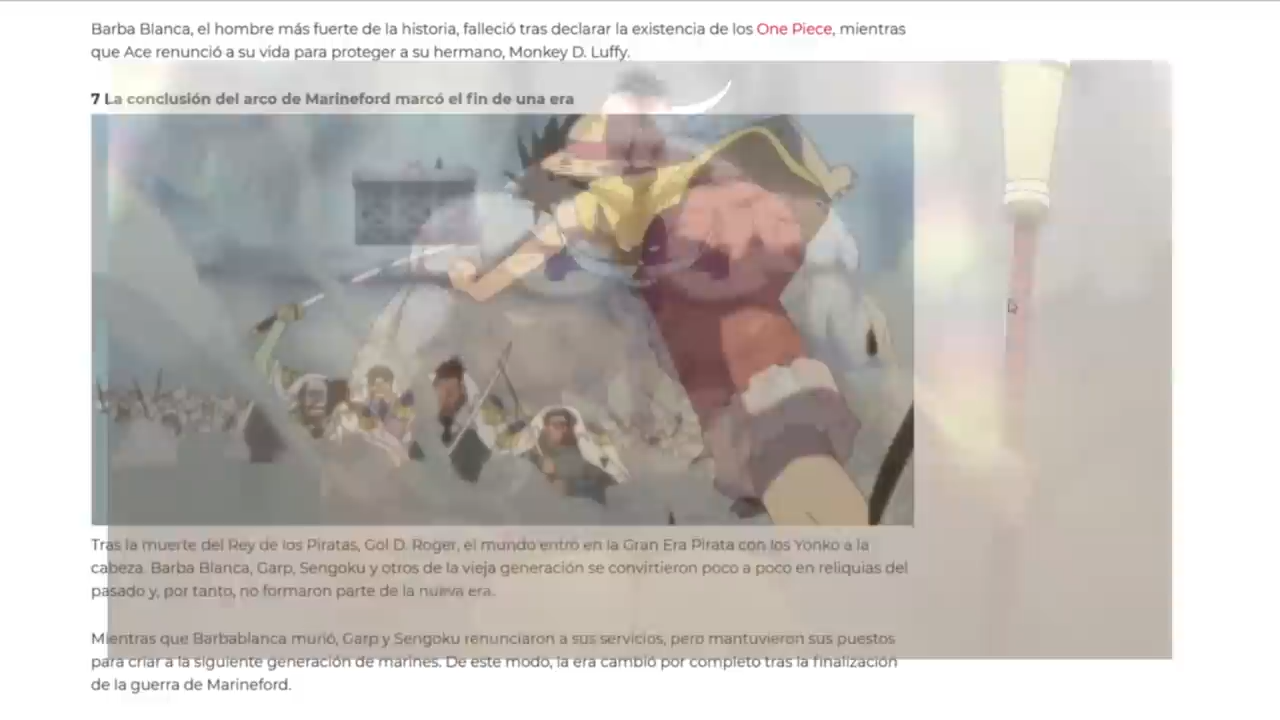 Barba Blanca, el hombre más fuerte de la historia, falleció tras declarar la existencia de los One Piece, mientras
que Ace renunció a su vida para proteger a su hermano, Monkey D. Luffy.
7 La conclusión del arco de Marineford marcó el fin de una era
Tras la muerte del Rey de los Piratas, Gol D. Roger, el mundo entró en la Gran Era Pirata con los Yonko a la
cabeza. Barba Blanca, Garp, Sengoku y otros de la vieja generación se convirtieron poco a poco en reliquias del
pasado y, por tanto, no formaron parte de la nueva era.
Mientras que Barbablanca murió, Garp y Sengoku renunciaron a sus servicios, pero mantuvieron sus puestos
para criar a la siguiente generación de marines. De este modo, la era cambió por completo tras la finalización
de la guerra de Marineford.